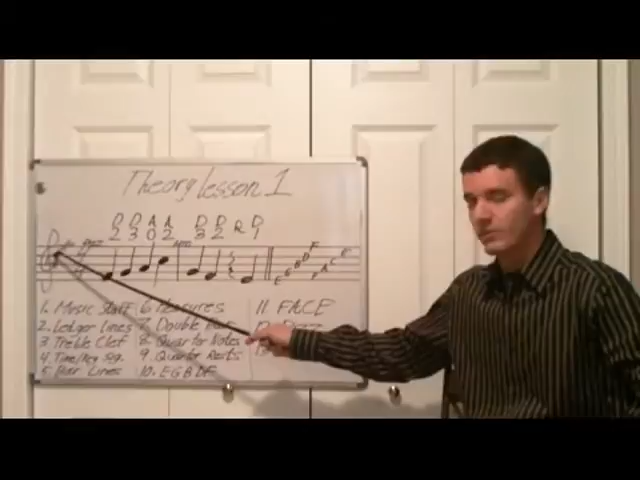 Theory lesson 1
D D A A D D R D
2 3 0 2 3 2 1
E G B D F F A C E
1. Music Staff 6. Measures 11. FACE
2. Ledger Lines 7. Double
3 Treble Clef 8. Quarter Notes
4. Time/Key Sig. 9. Quarter Rests
5. Bar Lines 10. E G B D F